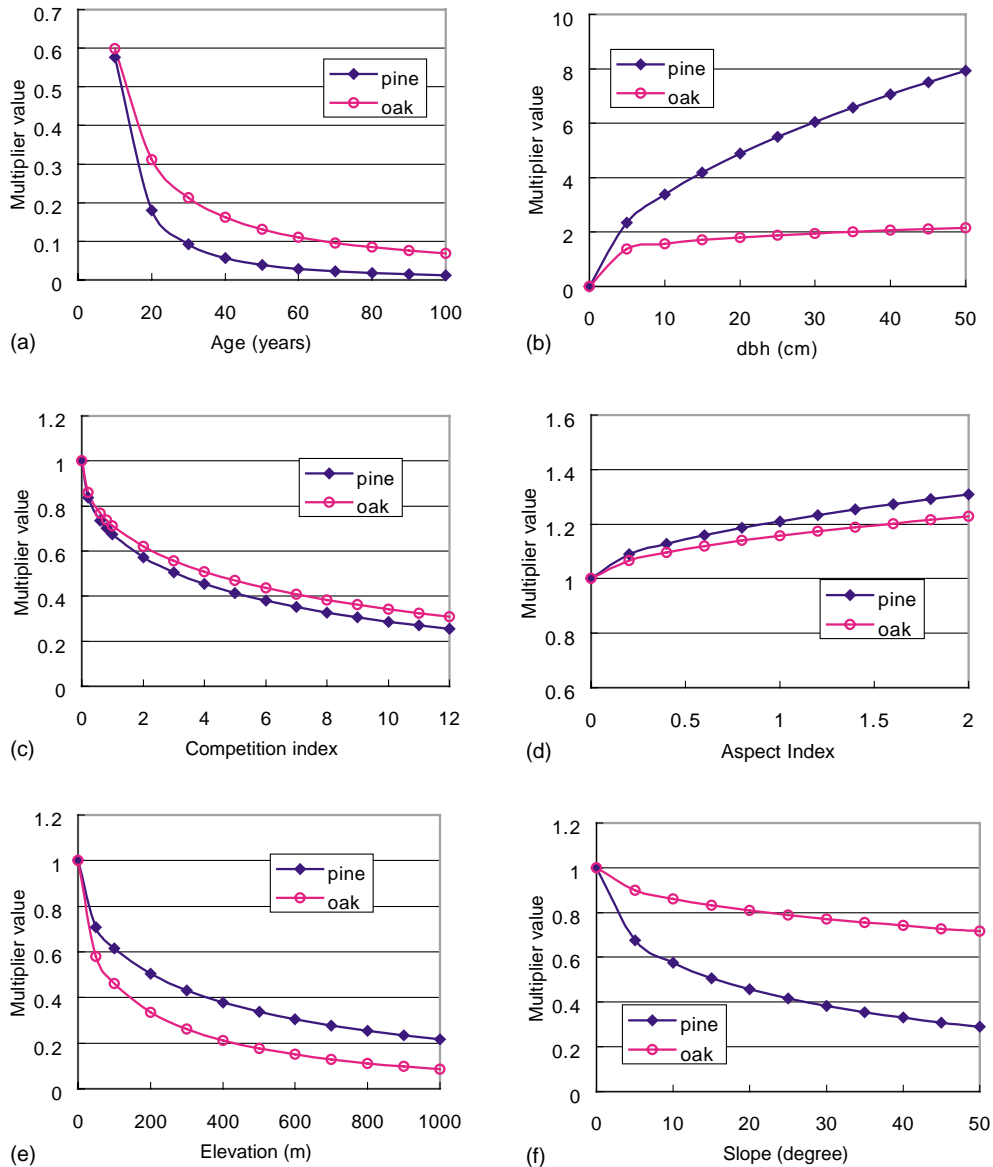 0.7
0.6
0.5
0.4
0.3
0.2
0.1
0
Multiplier value
pine
oak
0 20 40 60 80 100
Age (years)
(a)
10
8
6
4
2
0
Multiplier value
pine
oak
0 10 20 30 40 50
dbh (cm)
(b)
1.2
1
0.8
0.6
0.4
0.2
0
Multiplier value
pine
oak
0 2 4 6 8 10 12
Competition index
(c)
1.6
1.4
1.2
1
0.8
0.6
Multiplier value
pine
oak
0 0.5 1 1.5 2
Aspect Index
(d)
1.2
1
0.8
0.6
0.4
0.2
0
Multiplier value
pine
oak
0 200 400 600 800 1000
Elevation (m)
(e)
1.2
1
0.8
0.6
0.4
0.2
0
Multiplier value
pine
oak
0 10 20 30 40 50
Slope (degree)
(f)